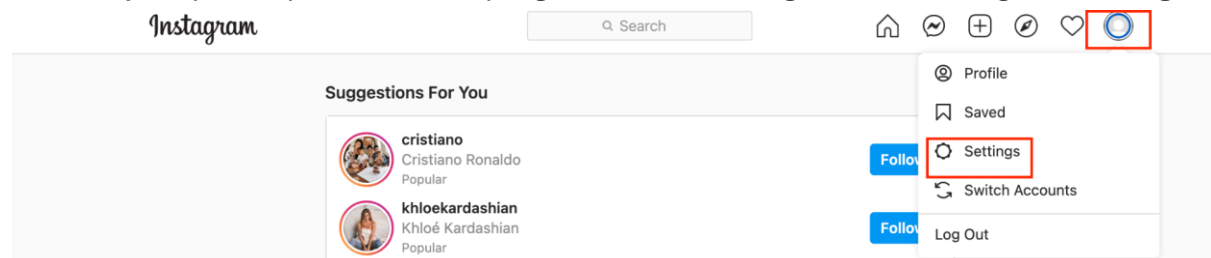 Instagram
Search
Suggestions For You
cristiano
Cristiano Ronaldo
Popular
khloekardashian
Khloé Kardashian
Popular
Profile
Saved
Settings
Switch Accounts
Log Out